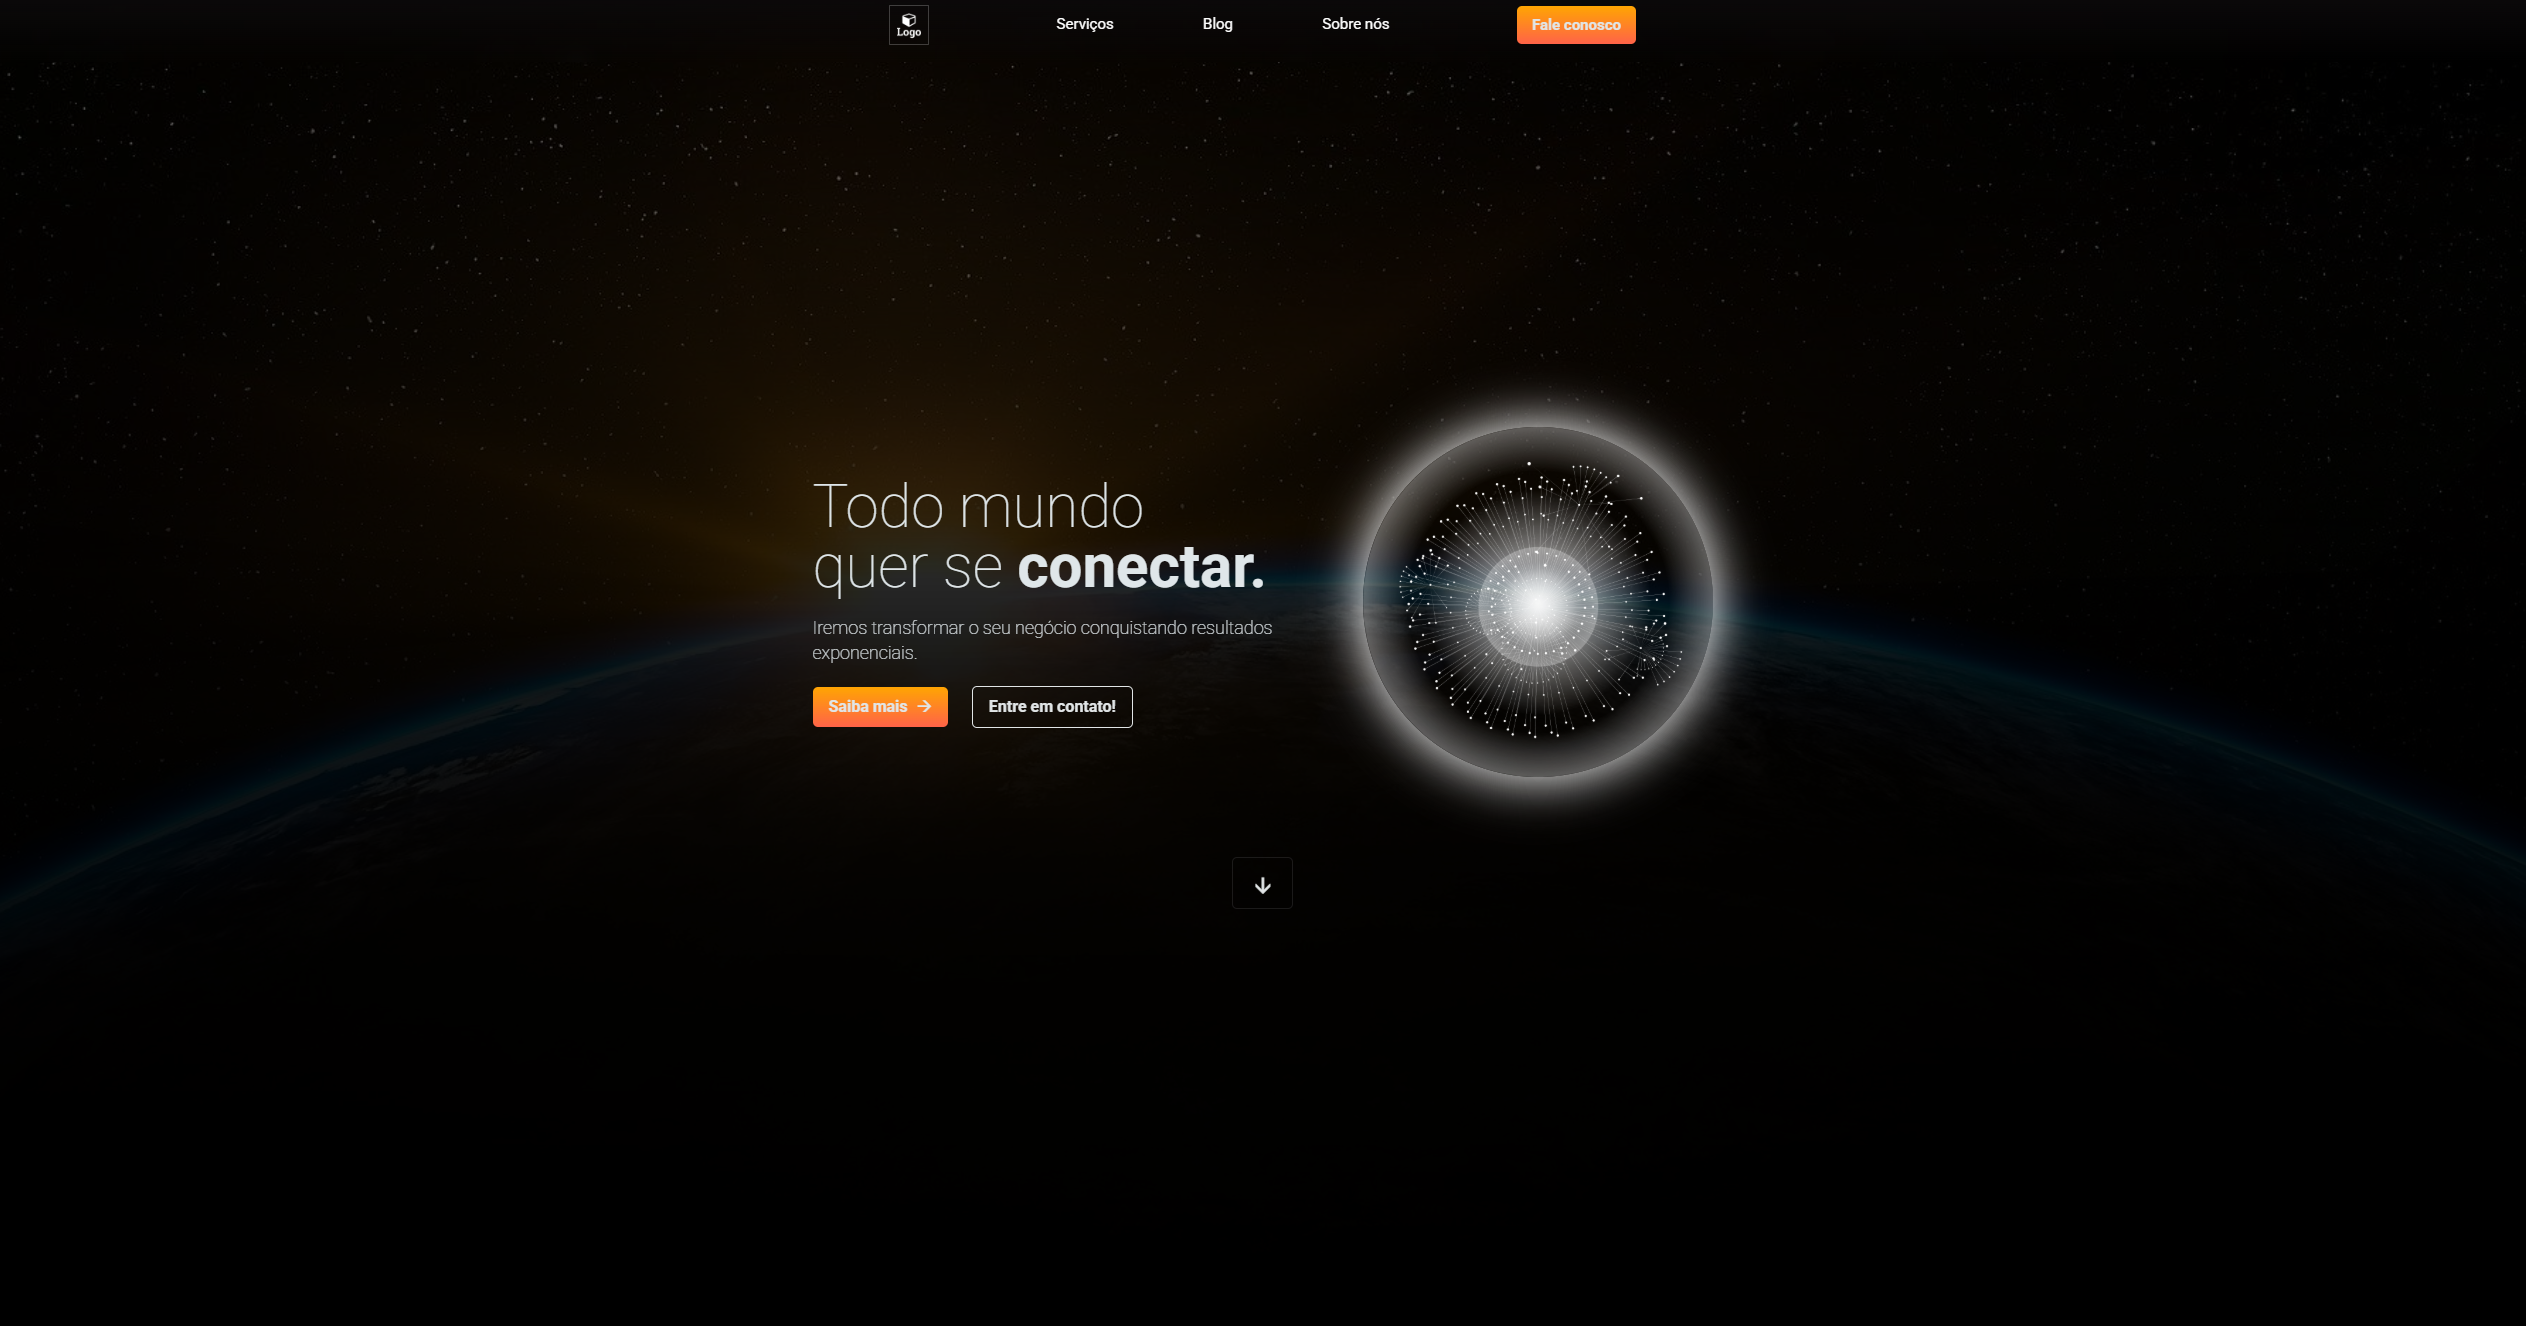 Logo
Serviços
Blog
Sobre nós
Fale conosco
Todo mundo
quer se conectar.
Iremos transformar o seu negócio conquistando resultados
exponenciais.
Saiba mais →
Entre em contato!